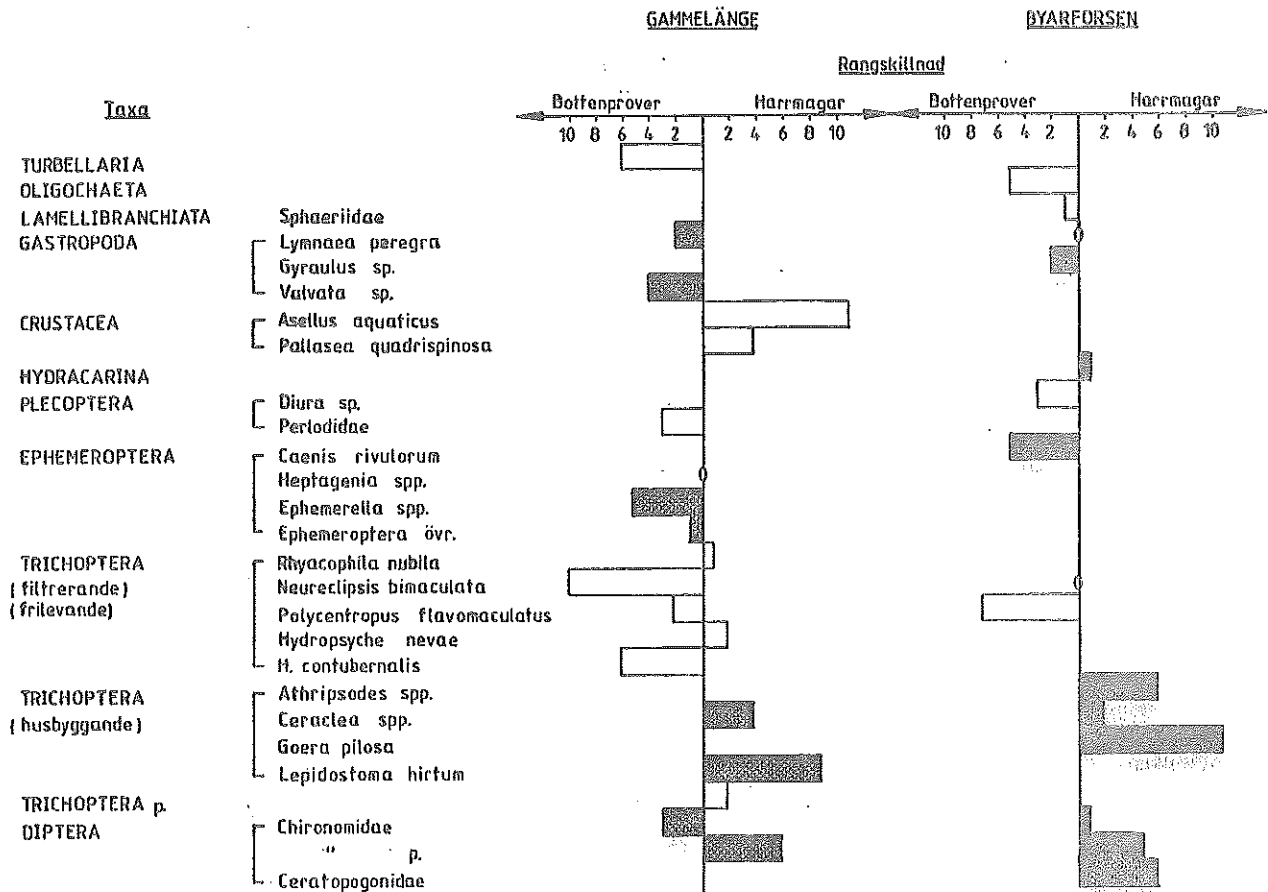 GAMMELÄNGE BYARFORSEN
Rangskillnad
Taxa Bottenprover Harrmagar Bottenprover Harrmagar
10 8 6 4 2 2 4 6 8 10 10 8 6 4 2 2 4 6 8 10
TURBELLARIA
OLIGOCHAETA
LAMELLIBRANCHIATA Sphaeriidae
GASTROPODA Lymnaea peregra 0
Gyraulus sp.
Valvata sp.
CRUSTACEA Asellus aquaticus
Pallasea quadrispinosa
HYDRACARINA
PLECOPTERA Diura sp.
Perlodidae
EPHEMEROPTERA Caenis rivulorum
Heptagenia spp. 0
Ephemerella spp.
Ephemeroptera övr.
TRICHOPTERA Rhyacophila nubila
(filtrerande) Neureclipsis bimaculata 0
(frilevande) Polycentropus flavomaculatus
Hydropsyche nevae
H. contubernalis
TRICHOPTERA Athripsodes spp.
(husbyggande) Ceraclea spp.
Goera pilosa
Lepidostoma hirtum
TRICHOPTERA p.
DIPTERA Chironomidae
" p.
Ceratopogonidae